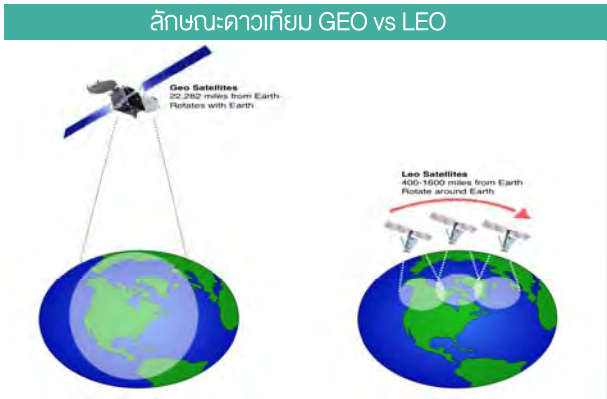 ลักษณะดาวเทียม GEO vs LEO
Geo Satellites
22,282 miles from Earth
Rotates with Earth
Leo Satellites
400-1600 miles from Earth
Rotate around Earth